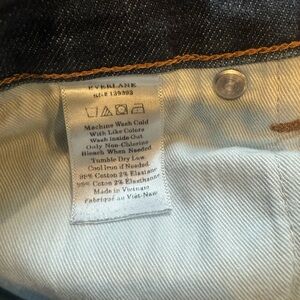 EVERLANE
Machine Wash Cold
With Like Colors
Wash Inside Out
Only Non-Chlorine
Bleach When Needed
Tumble Dry Low
Cool Iron if Needed
98% Cotton 2% Elastane
98% Coton 2% Élasthanne
Made in Vietnam
Fabriqué au Viêt-Nam